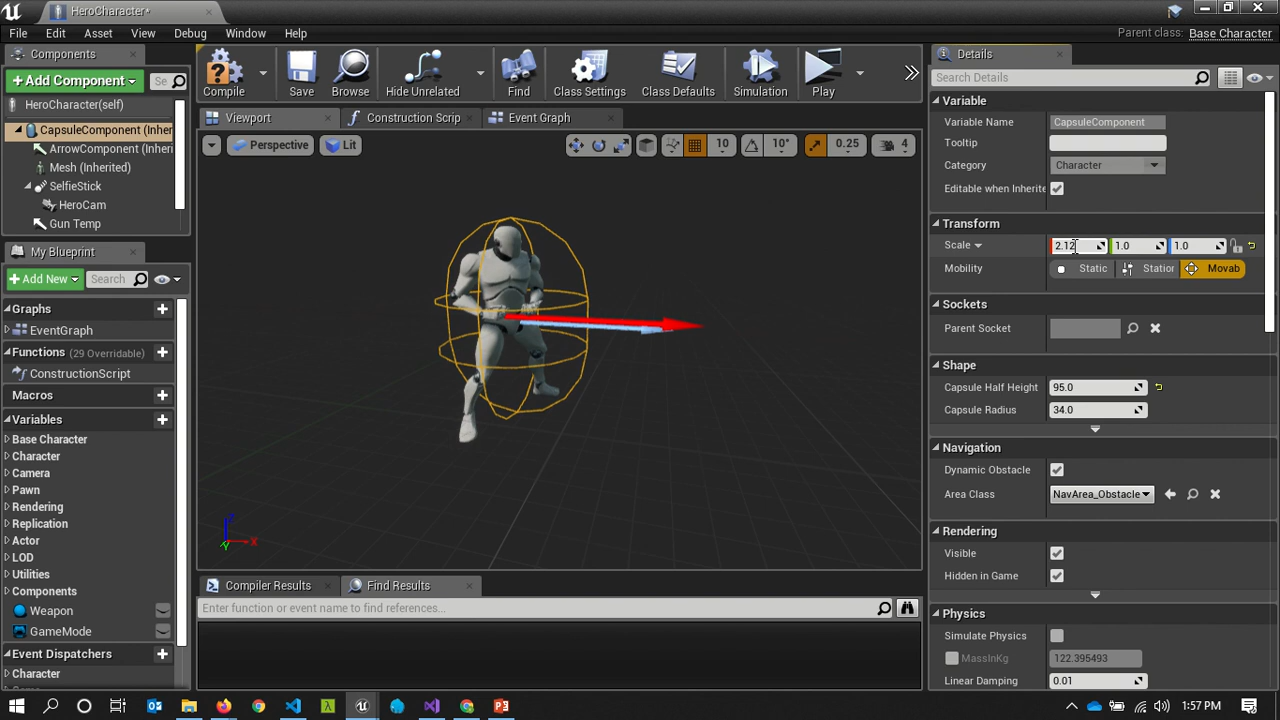 HeroCharacter*
File Edit Asset View Debug Window Help
Parent class: Base Character
Components
+ Add Component
Se
HeroCharacter(self)
CapsuleComponent (Inher
ArrowComponent (Inheri
Mesh (Inherited)
SelfieStick
HeroCam
Gun Temp
My Blueprint
+ Add New
Search
Graphs
EventGraph
Functions (29 Overridable)
ConstructionScript
Macros
Variables
Base Character
Character
Camera
Pawn
Rendering
Replication
Actor
LOD
Utilities
Components
Weapon
GameMode
Event Dispatchers
Character
Compile
Save
Browse
Hide Unrelated
Find
Class Settings
Class Defaults
Simulation
Play
Viewport
Construction Scrip
Event Graph
Perspective
Lit
10
10°
0.25
4
Z
X
Y
Compiler Results
Find Results
Enter function or event name to find references...
Details
Search Details
Variable
Variable Name CapsuleComponent
Tooltip
Category Character
Editable when Inherite
Transform
Scale 2.12 1.0 1.0
Mobility Static Station Movab
Sockets
Parent Socket
Shape
Capsule Half Height 95.0
Capsule Radius 34.0
Navigation
Dynamic Obstacle
Area Class NavArea_Obstacle
Rendering
Visible
Hidden in Game
Physics
Simulate Physics
MassInKg 122.395493
Linear Damping 0.01
1:57 PM